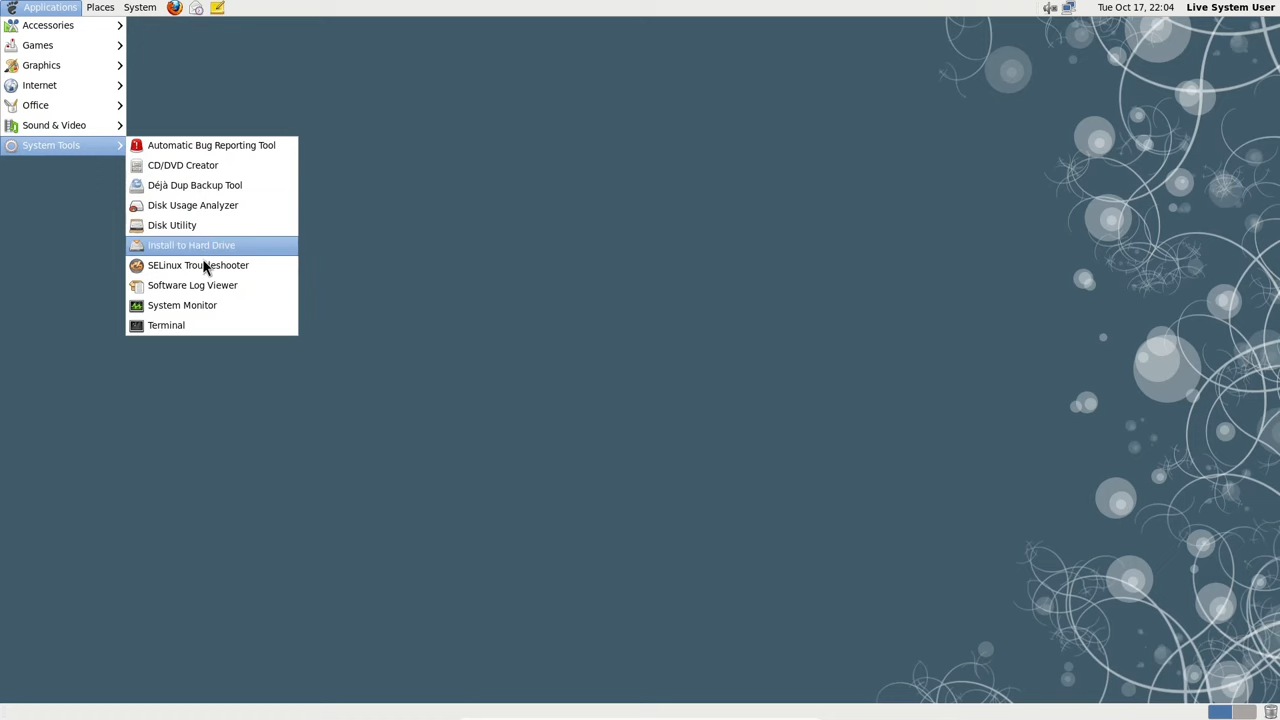 Applications Places System Tue Oct 17, 22:04 Live System User
Accessories
Games
Graphics
Internet
Office
Sound & Video
System Tools
Automatic Bug Reporting Tool
CD/DVD Creator
Déjà Dup Backup Tool
Disk Usage Analyzer
Disk Utility
Install to Hard Drive
SELinux Troubleshooter
Software Log Viewer
System Monitor
Terminal